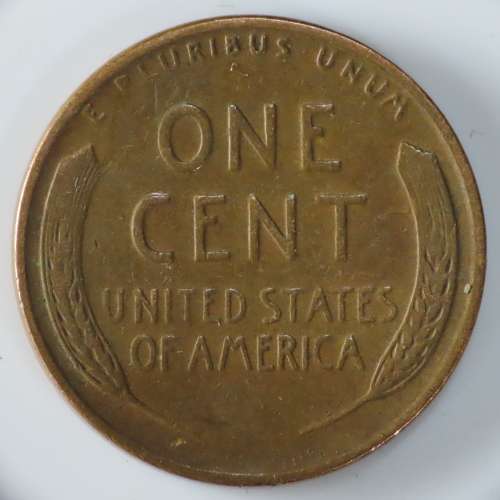 E PLURIBUS UNUM
ONE
CENT
UNITED STATES
OF AMERICA